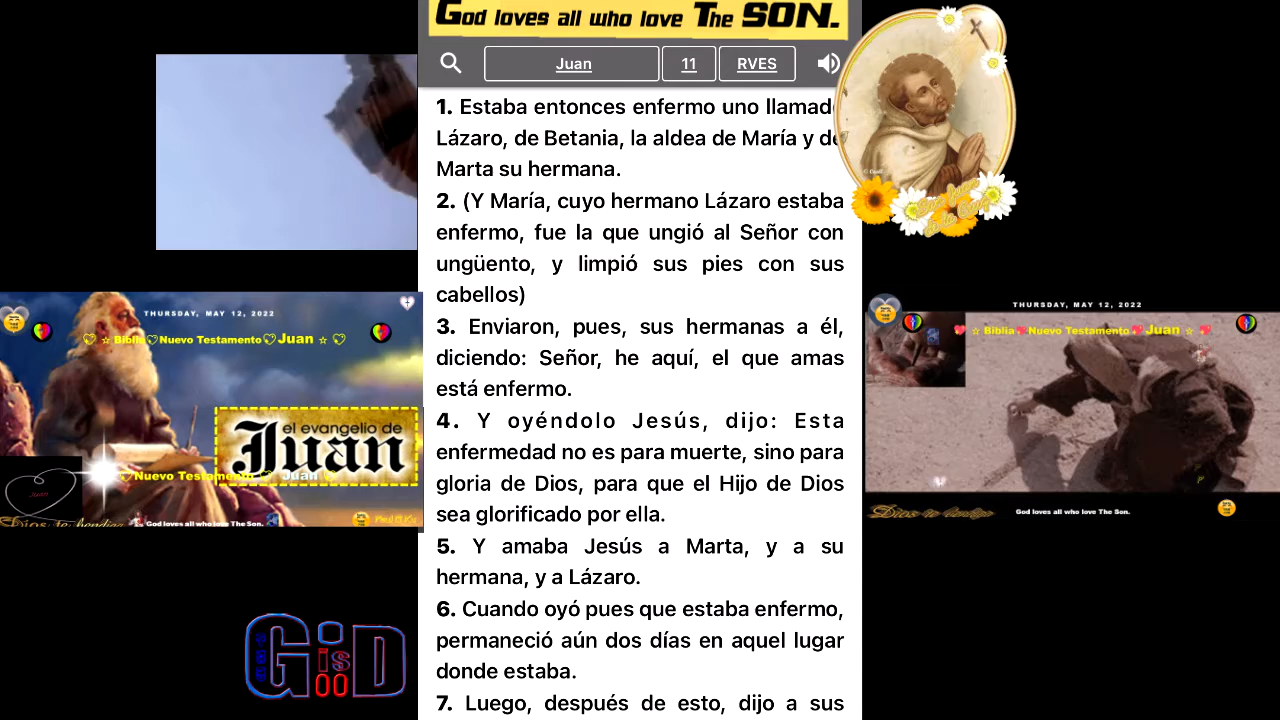 God loves all who love The SON.
Juan 11 RVES
1. Estaba entonces enfermo uno llamado
Lázaro, de Betania, la aldea de María y de
Marta su hermana.
2. (Y María, cuyo hermano Lázaro estaba
enfermo, fue la que ungió al Señor con
ungüento, y limpió sus pies con sus
cabellos)
3. Enviaron, pues, sus hermanas a él,
diciendo: Señor, he aquí, el que amas
está enfermo.
4. Y oyéndolo Jesús, dijo: Esta
enfermedad no es para muerte, sino para
gloria de Dios, para que el Hijo de Dios
sea glorificado por ella.
5. Y amaba Jesús a Marta, y a su
hermana, y a Lázaro.
6. Cuando oyó pues que estaba enfermo,
permaneció aún dos días en aquel lugar
donde estaba.
7. Luego, después de esto, dijo a sus
THURSDAY, MAY 12, 2022
☆ Biblia Nuevo Testamento Juan ☆
el evangelio de
Juan
Nuevo Testamento Juan
Juan
Dios te bendiga
God loves all who love The Son.
GisD
THURSDAY, MAY 12, 2022
☆ Biblia Nuevo Testamento Juan ☆
Dios te bendiga
God loves all who love The Son.